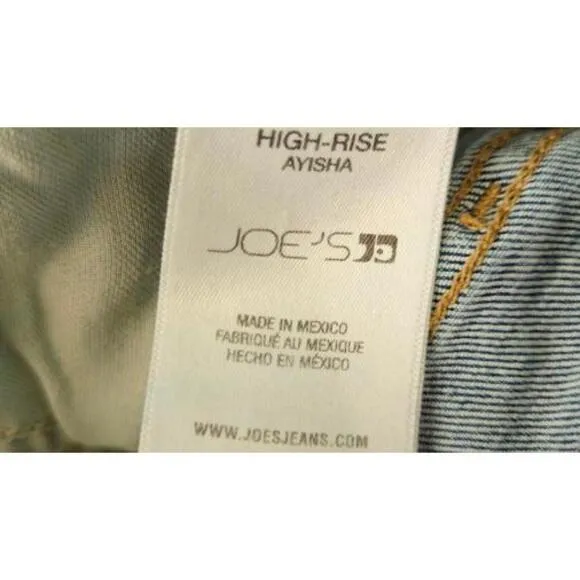 HIGH-RISE
AYISHA
JOE'S
MADE IN MEXICO
FABRIQUÉ AU MEXIQUE
HECHO EN MÉXICO
WWW.JOESJEANS.COM